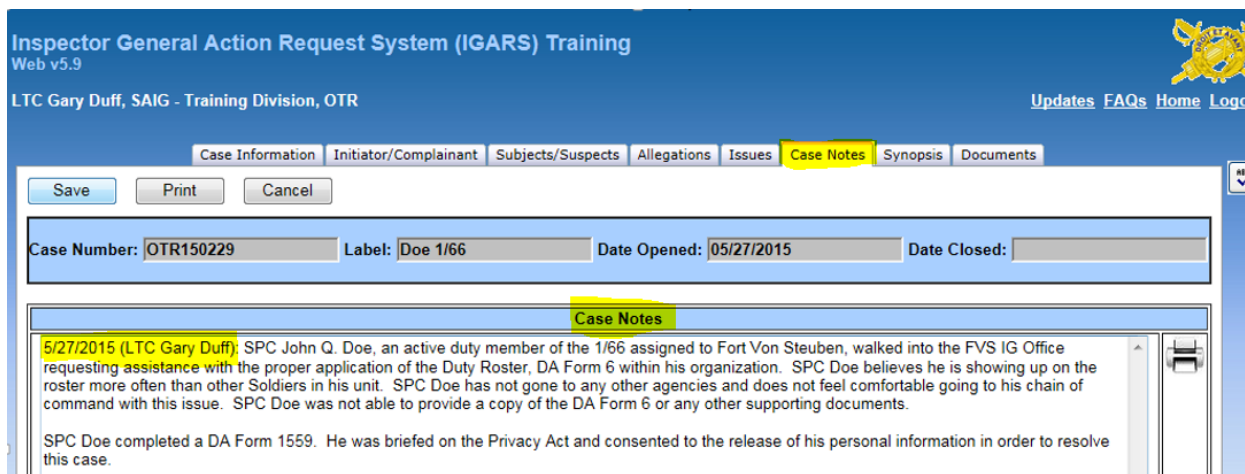 Inspector General Action Request System (IGARS) Training
Web v5.9
LTC Gary Duff, SAIG - Training Division, OTR
Updates FAQs Home Logo
Case Information Initiator/Complainant Subjects/Suspects Allegations Issues Case Notes Synopsis Documents
Save Print Cancel
Case Number: OTR150229 Label: Doe 1/66 Date Opened: 05/27/2015 Date Closed:
Case Notes
5/27/2015 (LTC Gary Duff): SPC John Q. Doe, an active duty member of the 1/66 assigned to Fort Von Steuben, walked into the FVS IG Office
requesting assistance with the proper application of the Duty Roster, DA Form 6 within his organization. SPC Doe believes he is showing up on the
roster more often than other Soldiers in his unit. SPC Doe has not gone to any other agencies and does not feel comfortable going to his chain of
command with this issue. SPC Doe was not able to provide a copy of the DA Form 6 or any other supporting documents.
SPC Doe completed a DA Form 1559. He was briefed on the Privacy Act and consented to the release of his personal information in order to resolve
this case.